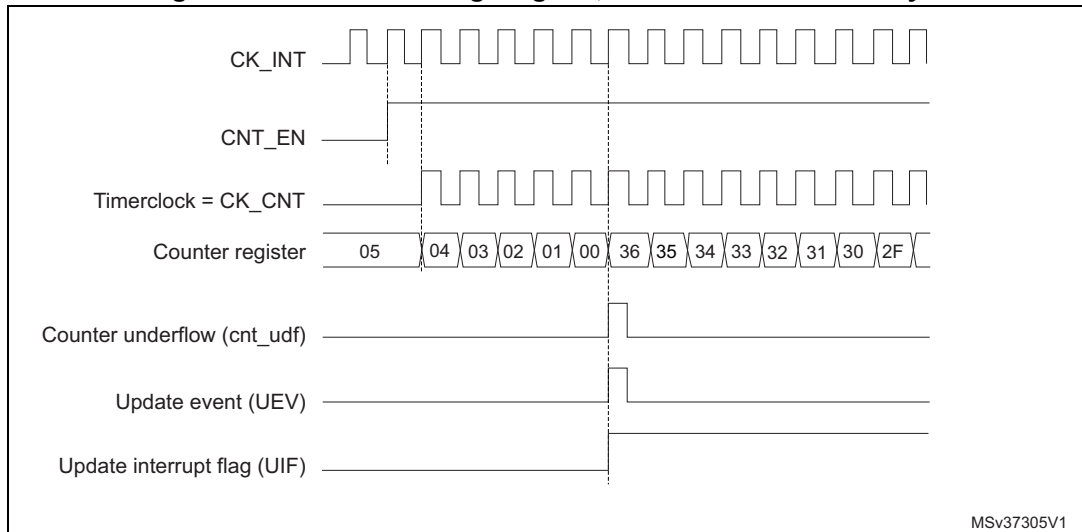 CK_INT
CNT_EN
Timerclock = CK_CNT
Counter register 05 04 03 02 01 00 36 35 34 33 32 31 30 2F
Counter underflow (cnt_udf)
Update event (UEV)
Update interrupt flag (UIF)
MSv37305V1